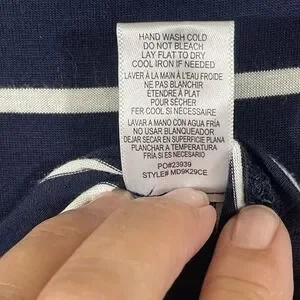 HAND WASH COLD
DO NOT BLEACH
LAY FLAT TO DRY
COOL IRON IF NEEDED
LAVER À LA MAIN À L'EAU FROIDE
NE PAS BLANCHIR
ÉTENDRE À PLAT
POUR SÉCHER
FER COOL SI NÉCESSAIRE
LAVAR A MANO CON AGUA FRÍA
NO USAR BLANQUEADOR
DEJAR SECAR EN SUPERFICIE PLANA
PLANCHAR A TEMPERATURA
FRÍA SI ES NECESARIO
PO#23939
STYLE# MD9K29CE